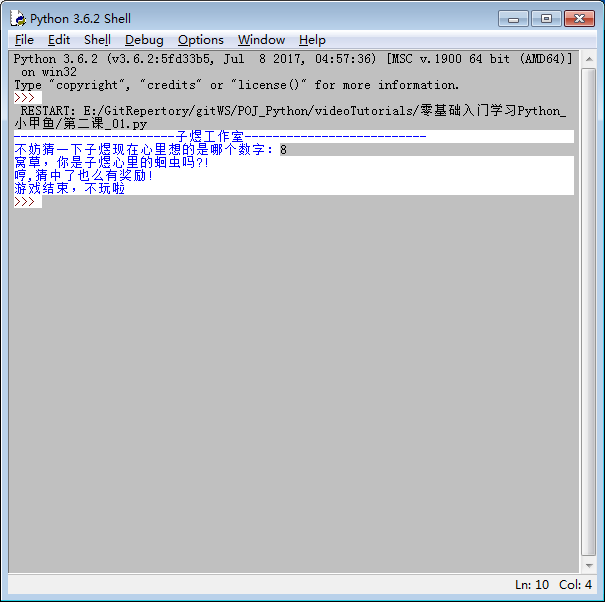 Python 3.6.2 Shell
File Edit Shell Debug Options Window Help
Python 3.6.2 (v3.6.2:5fd33b5, Jul  8 2017, 04:57:36) [MSC v.1900 64 bit (AMD64)]
 on win32
Type "copyright", "credits" or "license()" for more information.
>>>
 RESTART: E:/GitRepertory/gitWS/POJ_Python/videoTutorials/零基础入门学习Python_
小甲鱼/第二课_01.py
-----------------------子煜工作室--------------------------
不妨猜一下子煜现在心里想的是哪个数字：8
窝草，你是子煜心里的蛔虫吗?!
哼,猜中了也么有奖励!
游戏结束，不玩啦
>>>
Ln: 10 Col: 4